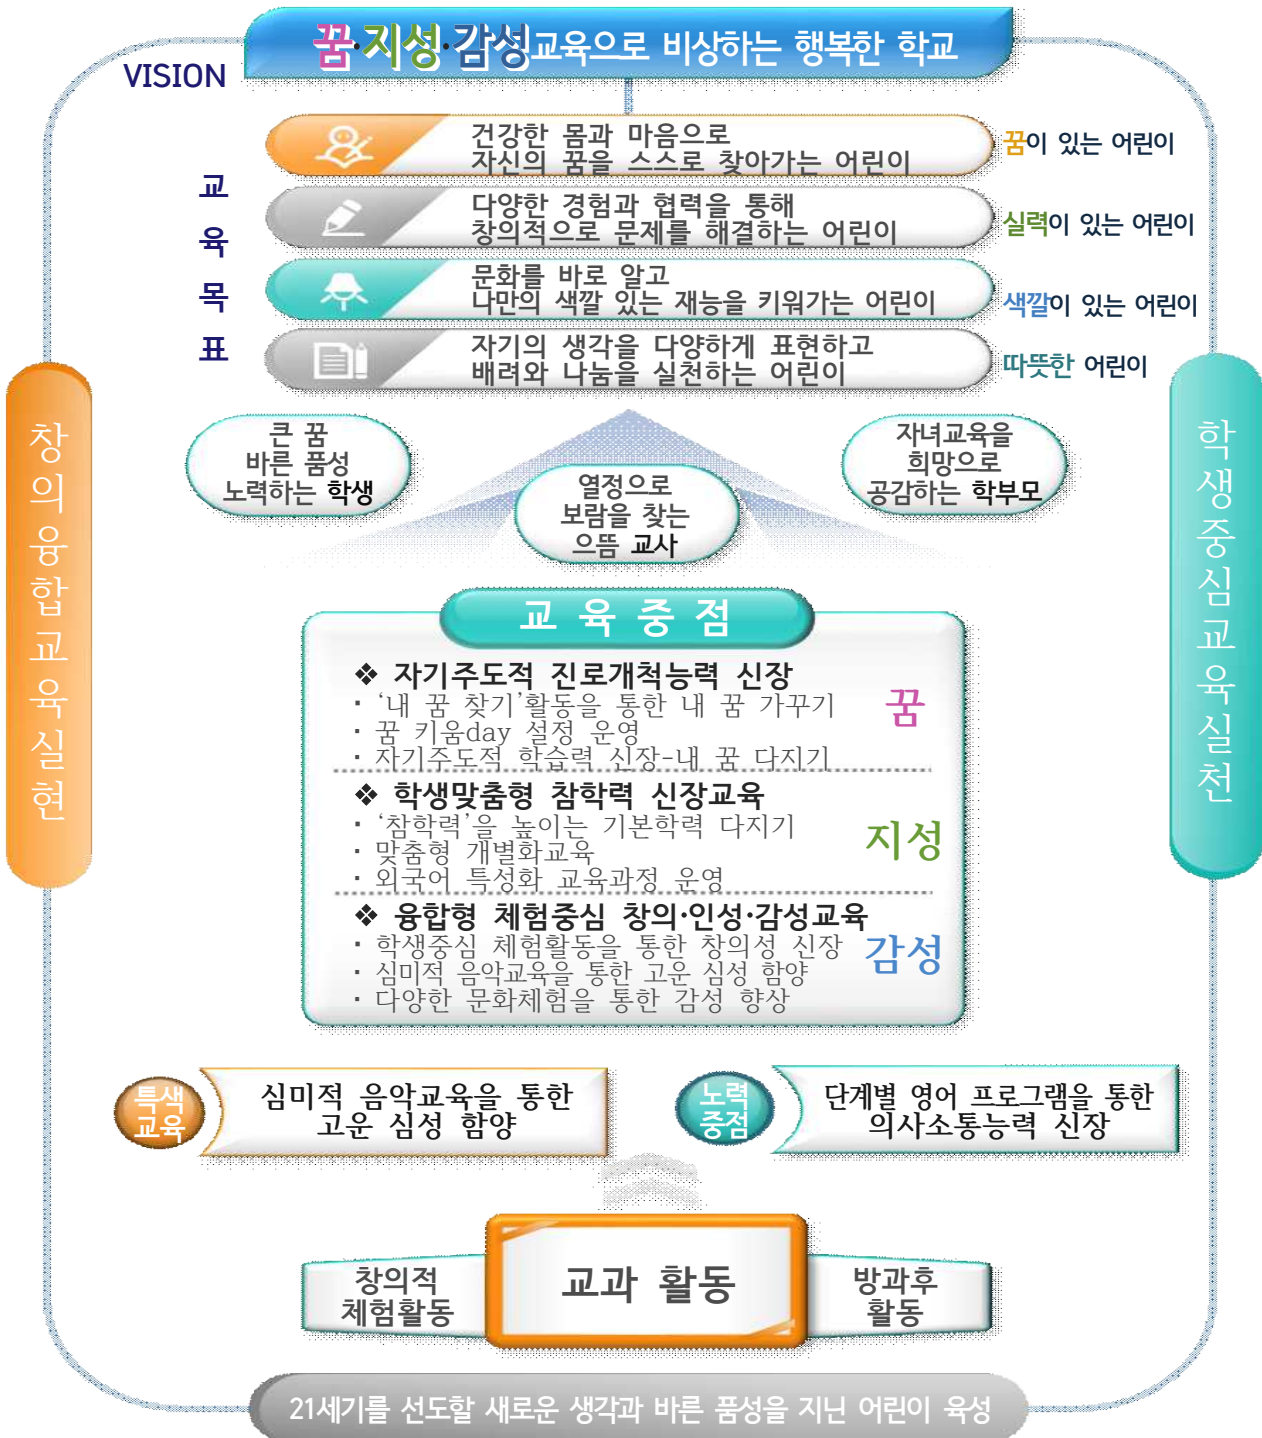 꿈·지성·감성교육으로 비상하는 행복한 학교
VISION
교육목표
건강한 몸과 마음으로
자신의 꿈을 스스로 찾아가는 어린이
꿈이 있는 어린이
다양한 경험과 협력을 통해
창의적으로 문제를 해결하는 어린이
실력이 있는 어린이
문화를 바로 알고
나만의 색깔 있는 재능을 키워가는 어린이
색깔이 있는 어린이
자기의 생각을 다양하게 표현하고
배려와 나눔을 실천하는 어린이
따뜻한 어린이
창의융합교육실현
학생중심교육실천
큰 꿈
바른 품성
노력하는 학생
열정으로
보람을 찾는
으뜸 교사
자녀교육을
희망으로
공감하는 학부모
교 육 중 점
❖ 자기주도적 진로개척능력 신장
· ‘내 꿈 찾기’활동을 통한 내 꿈 가꾸기
· 꿈 키움day 설정 운영
· 자기주도적 학습력 신장-내 꿈 다지기
꿈
❖ 학생맞춤형 참학력 신장교육
· ‘참학력’을 높이는 기본학력 다지기
· 맞춤형 개별화교육
· 외국어 특성화 교육과정 운영
지성
❖ 융합형 체험중심 창의·인성·감성교육
· 학생중심 체험활동을 통한 창의성 신장
· 심미적 음악교육을 통한 고운 심성 함양
· 다양한 문화체험을 통한 감성 향상
감성
특색
교육
심미적 음악교육을 통한
고운 심성 함양
노력
중점
단계별 영어 프로그램을 통한
의사소통능력 신장
창의적
체험활동
교과 활동
방과후
활동
21세기를 선도할 새로운 생각과 바른 품성을 지닌 어린이 육성